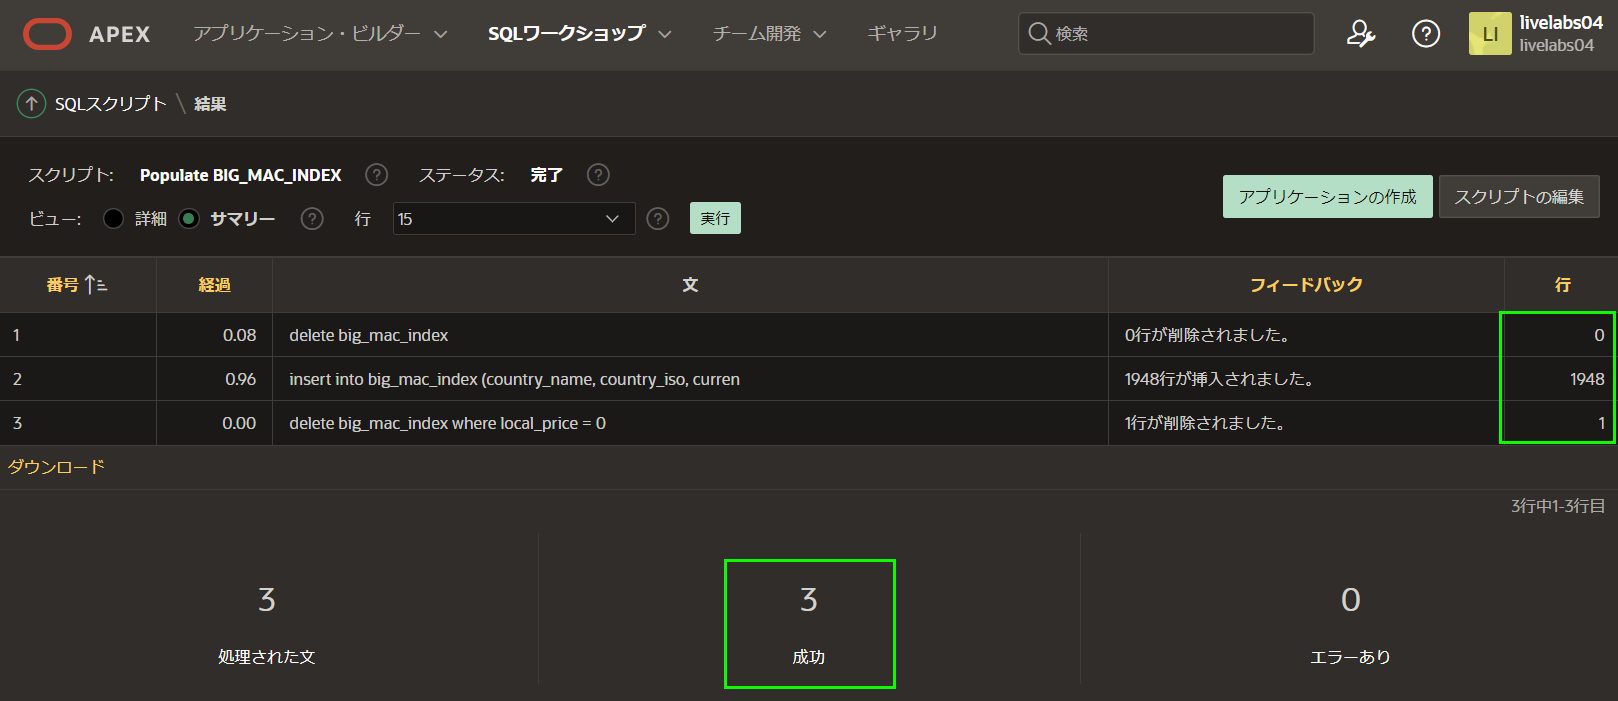 APEX アプリケーション・ビルダー SQLワークショップ チーム開発 ギャラリ 検索 LI livelabs04
livelabs04
SQLスクリプト \ 結果
スクリプト: Populate BIG_MAC_INDEX ? ステータス: 完了 ?
アプリケーションの作成 スクリプトの編集
ビュー: 詳細 サマリー ? 行 15 ? 実行
番号 経過 文 フィードバック 行
1 0.08 delete big_mac_index 0行が削除されました。 0
2 0.96 insert into big_mac_index (country_name, country_iso, curren 1948行が挿入されました。 1948
3 0.00 delete big_mac_index where local_price = 0 1行が削除されました。 1
ダウンロード
3行中1-3行目
3 3 0
処理された文 成功 エラーあり